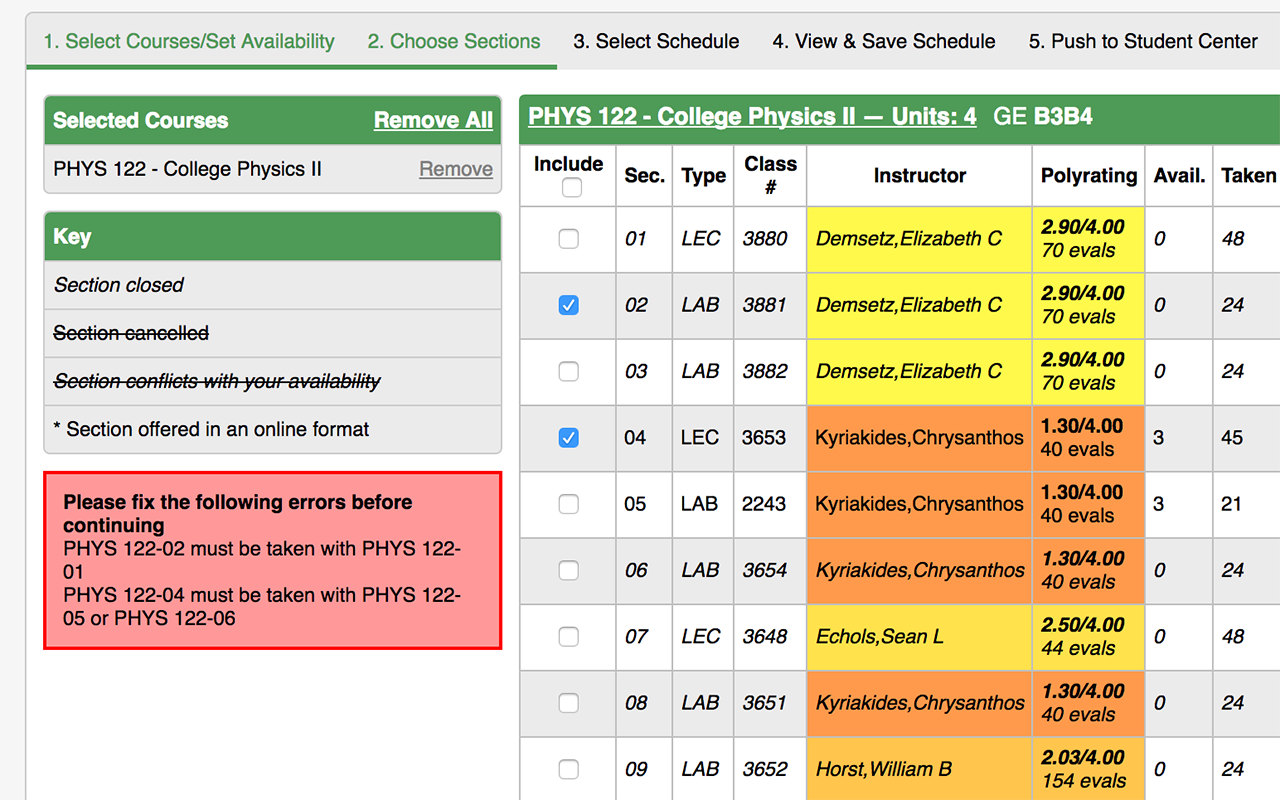 1. Select Courses/Set Availability 2. Choose Sections 3. Select Schedule 4. View & Save Schedule 5. Push to Student Center
Selected Courses Remove All
PHYS 122 - College Physics II Remove
Key
Section closed
Section cancelled
Section conflicts with your availability
* Section offered in an online format
Please fix the following errors before
continuing
PHYS 122-02 must be taken with PHYS 122-
01
PHYS 122-04 must be taken with PHYS 122-
05 or PHYS 122-06
PHYS 122 - College Physics II — Units: 4 GE B3B4
Include Sec. Type Class # Instructor Polyrating Avail. Taken
01 LEC 3880 Demsetz,Elizabeth C 2.90/4.00 70 evals 0 48
02 LAB 3881 Demsetz,Elizabeth C 2.90/4.00 70 evals 0 24
03 LAB 3882 Demsetz,Elizabeth C 2.90/4.00 70 evals 0 24
04 LEC 3653 Kyriakides,Chrysanthos 1.30/4.00 40 evals 3 45
05 LAB 2243 Kyriakides,Chrysanthos 1.30/4.00 40 evals 3 21
06 LAB 3654 Kyriakides,Chrysanthos 1.30/4.00 40 evals 0 24
07 LEC 3648 Echols,Sean L 2.50/4.00 44 evals 0 48
08 LAB 3651 Kyriakides,Chrysanthos 1.30/4.00 40 evals 0 24
09 LAB 3652 Horst,William B 2.03/4.00 154 evals 0 24